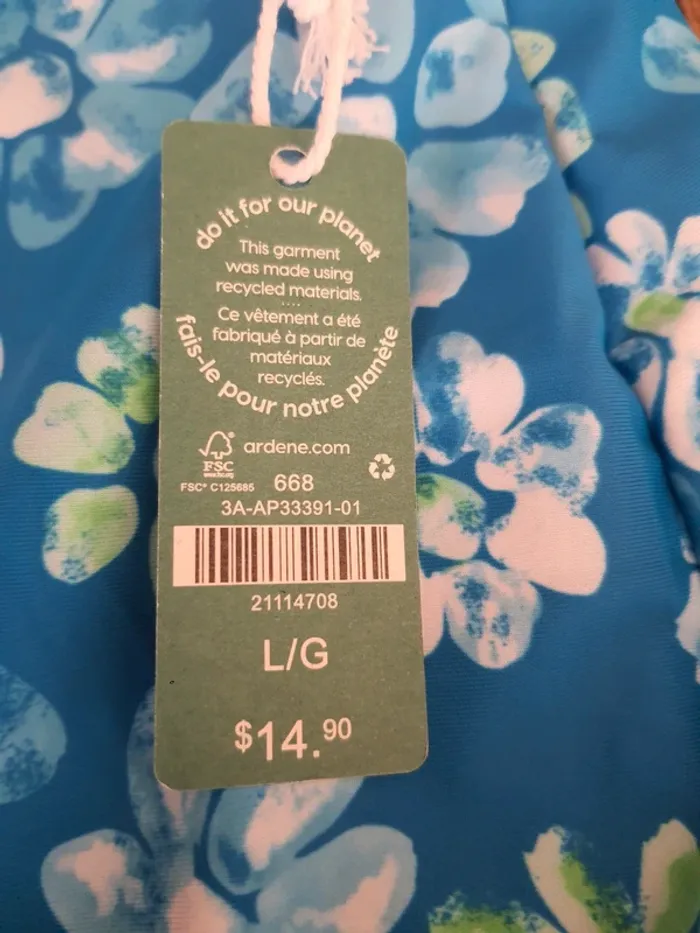 do it for our planet
This garment
was made using
recycled materials.
....
Ce vêtement a été
fabriqué à partir de
matériaux
recyclés.
fais-le pour notre planète
FSC
ardene.com
FSC® C125685
668
3A-AP33391-01
21114708
L/G
$14.90